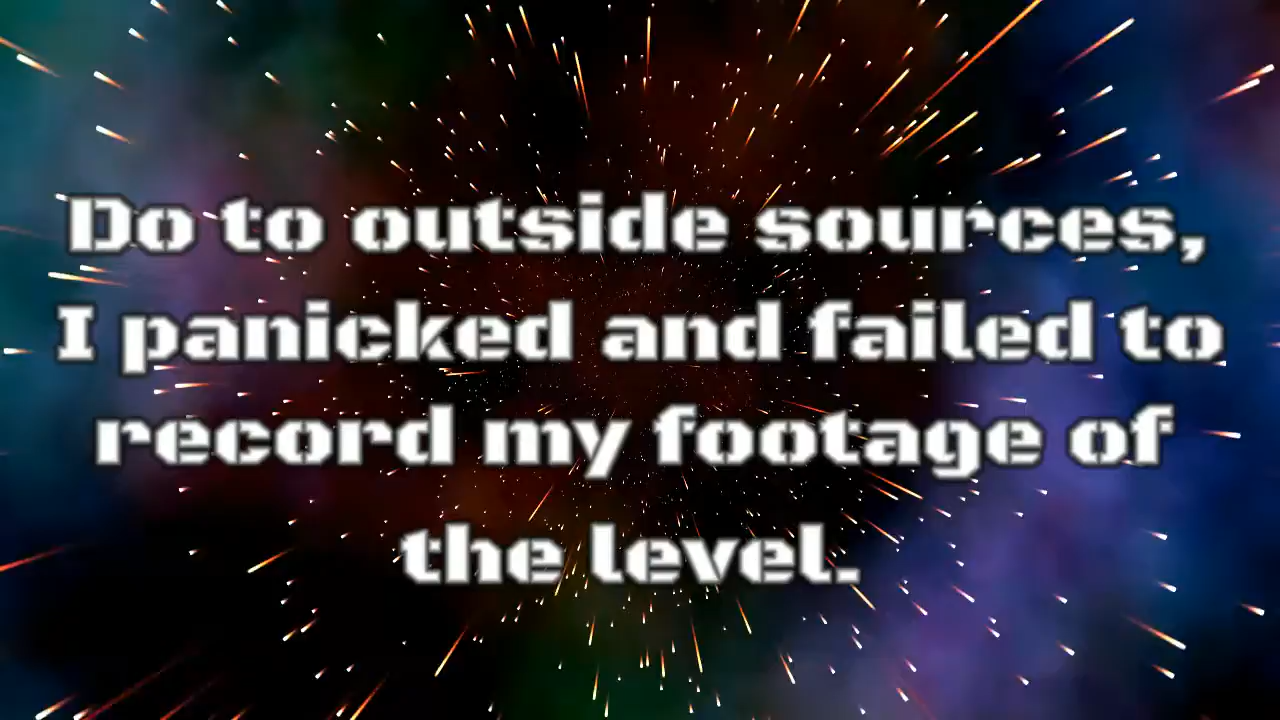 Do to outside sources,
I panicked and failed to
record my footage of
the level.